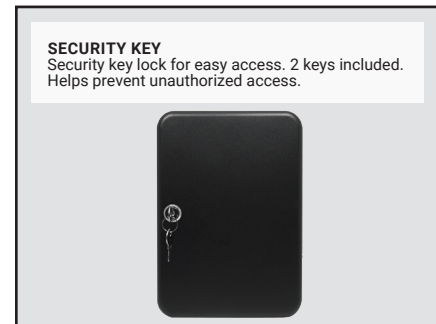 SECURITY KEY
Security key lock for easy access. 2 keys included.
Helps prevent unauthorized access.